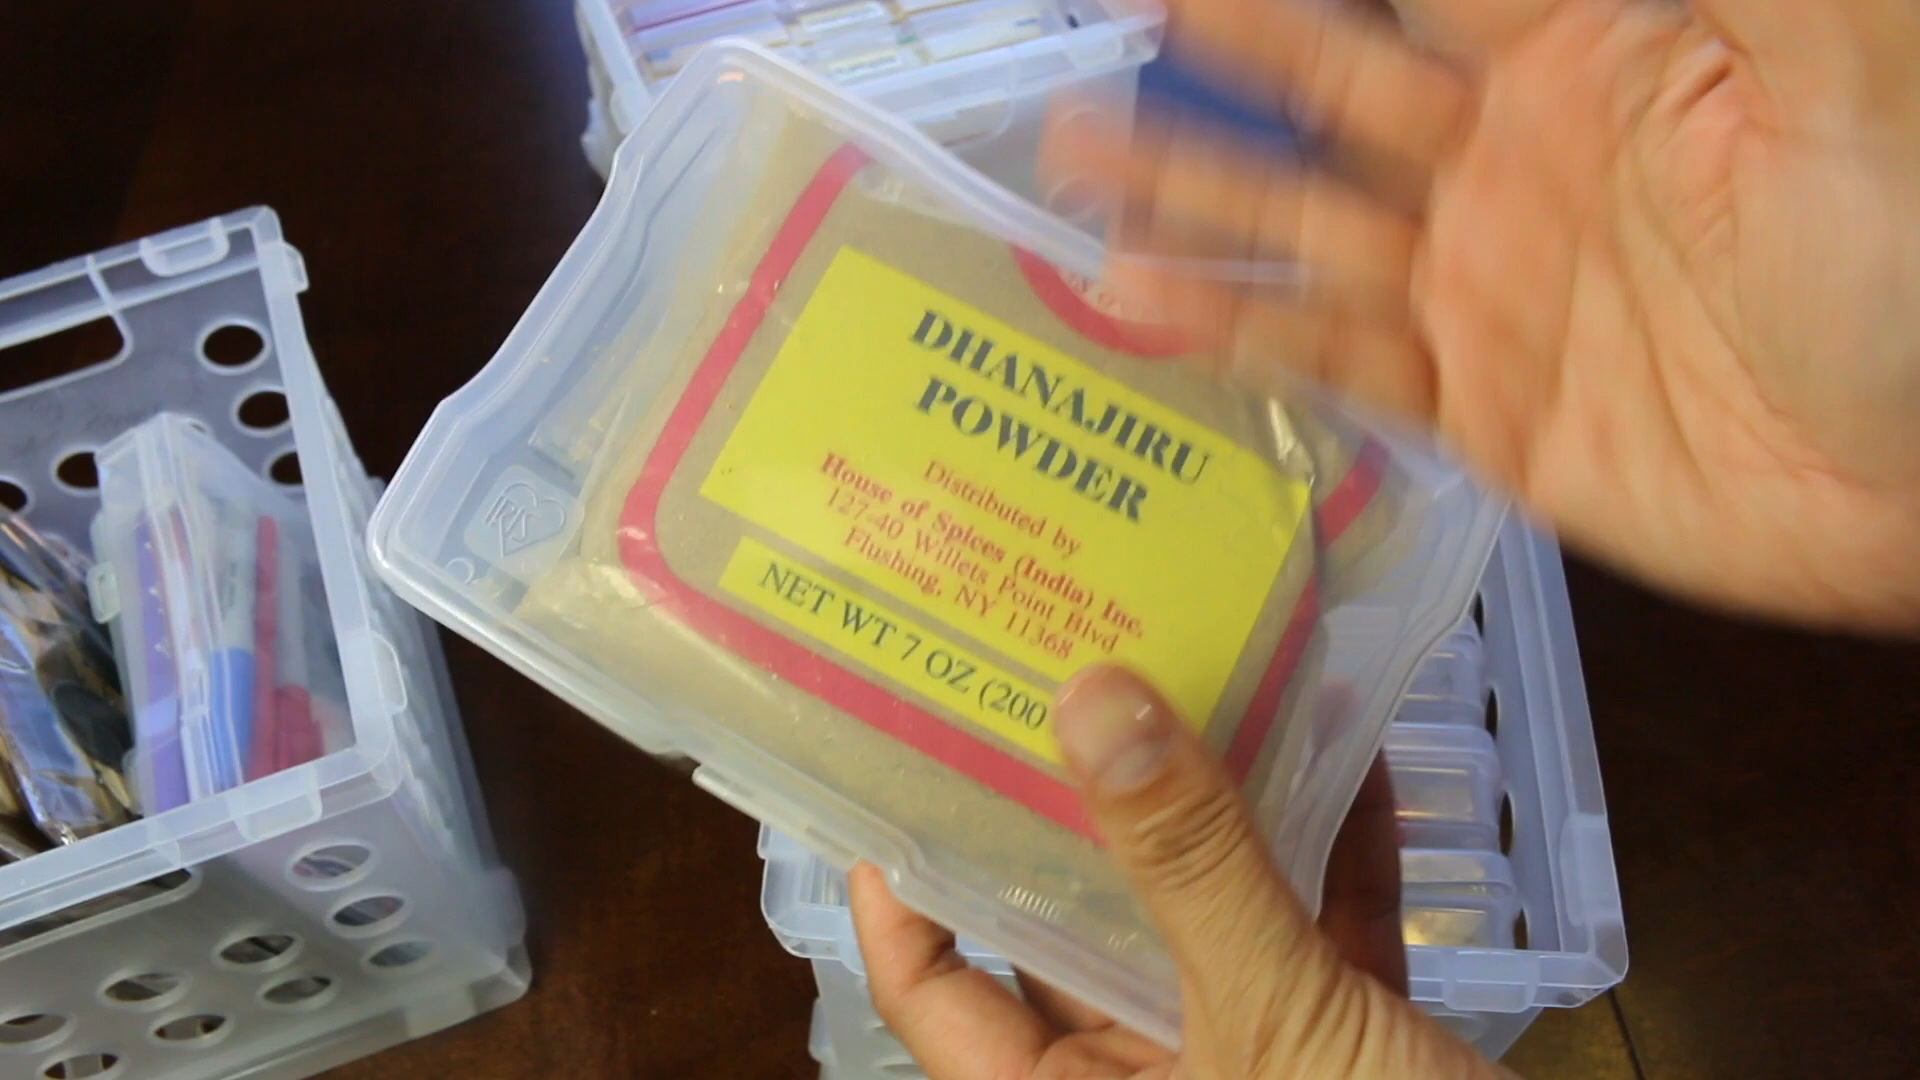 DHANAJIRU
POWDER
Distributed by
House of Spices (India) Inc.
127-40 Willets Point Blvd
Flushing, NY 11368
NET WT 7 OZ (200
IRIS